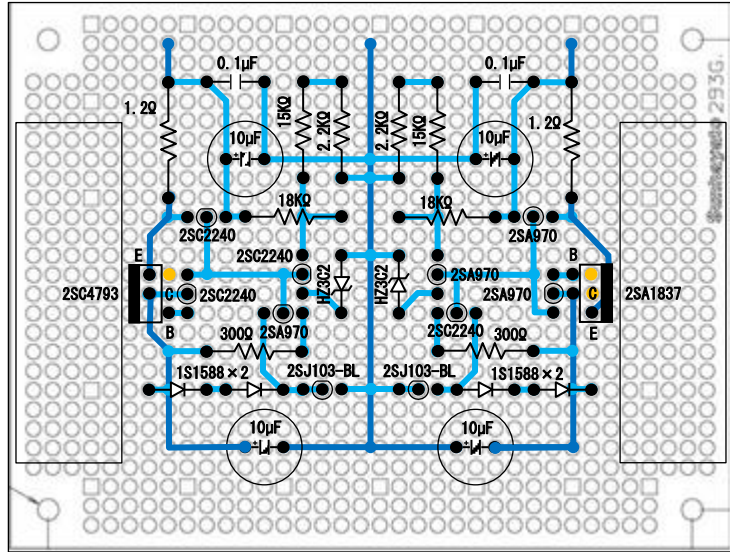 0.1μF 0.1μF
1.2Ω 15KΩ 2.2KΩ 2.2KΩ 15KΩ 1.2Ω
10μF 10μF
18KΩ 18KΩ
2SC2240 2SA970
E 2SC2240 HZ3C2 HZ3C2 2SA970 B
2SC4793 C 2SC2240 2SA970 C 2SA1837
B 2SA970 2SC2240 E
300Ω 300Ω
2SJ103-BL 2SJ103-BL
1S1588×2 1S1588×2
10μF 10μF
293G.